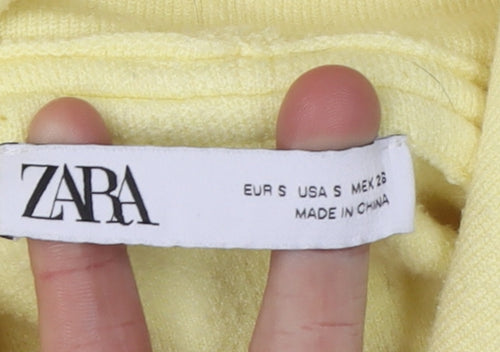 ZARA
EUR S USA S MEX 26
MADE IN CHINA